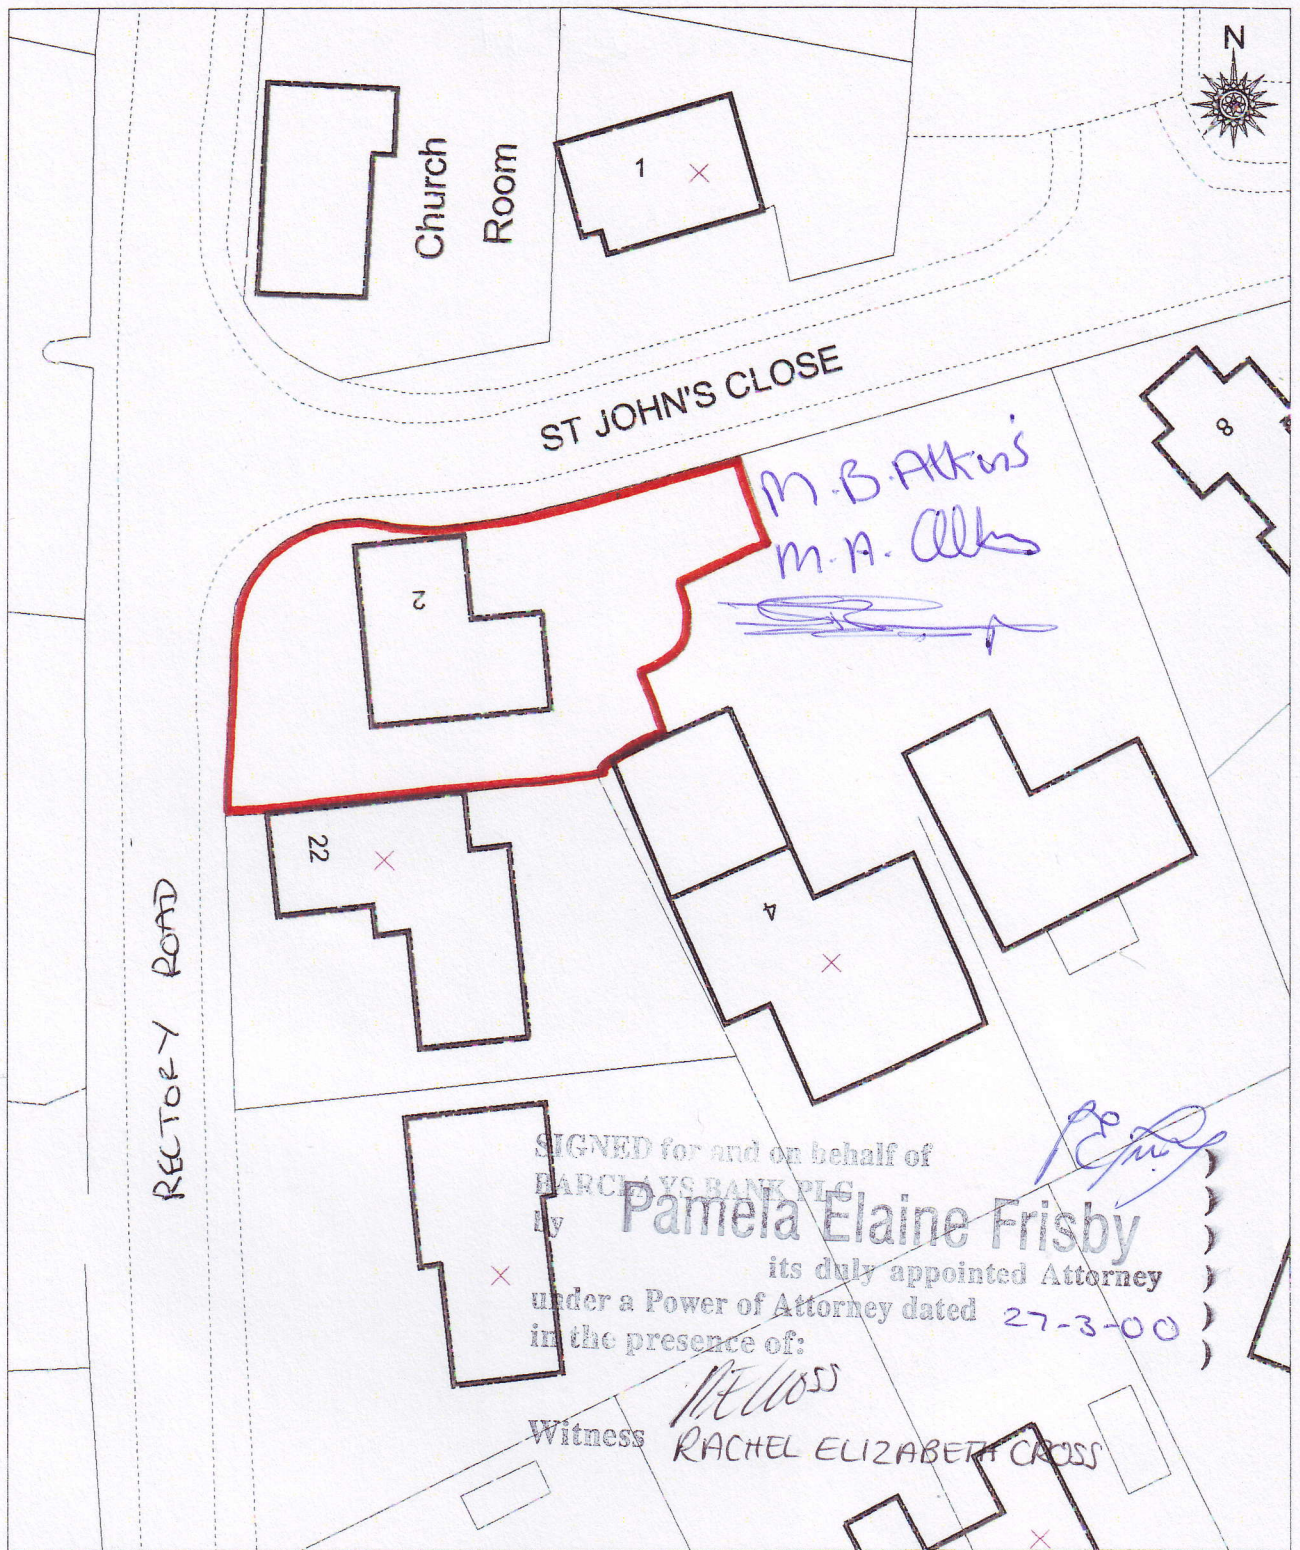 N
Church
Room
1
ST JOHN'S CLOSE
8
M.B. Atkins
M.A.
2
22
4
RECTORY ROAD
SIGNED for and on behalf of
BARCLAYS BANK PLC
by Pamela Elaine Frisby
its duly appointed Attorney
under a Power of Attorney dated 27-3-00
in the presence of:
Witness RACHEL ELIZABETH CROSS